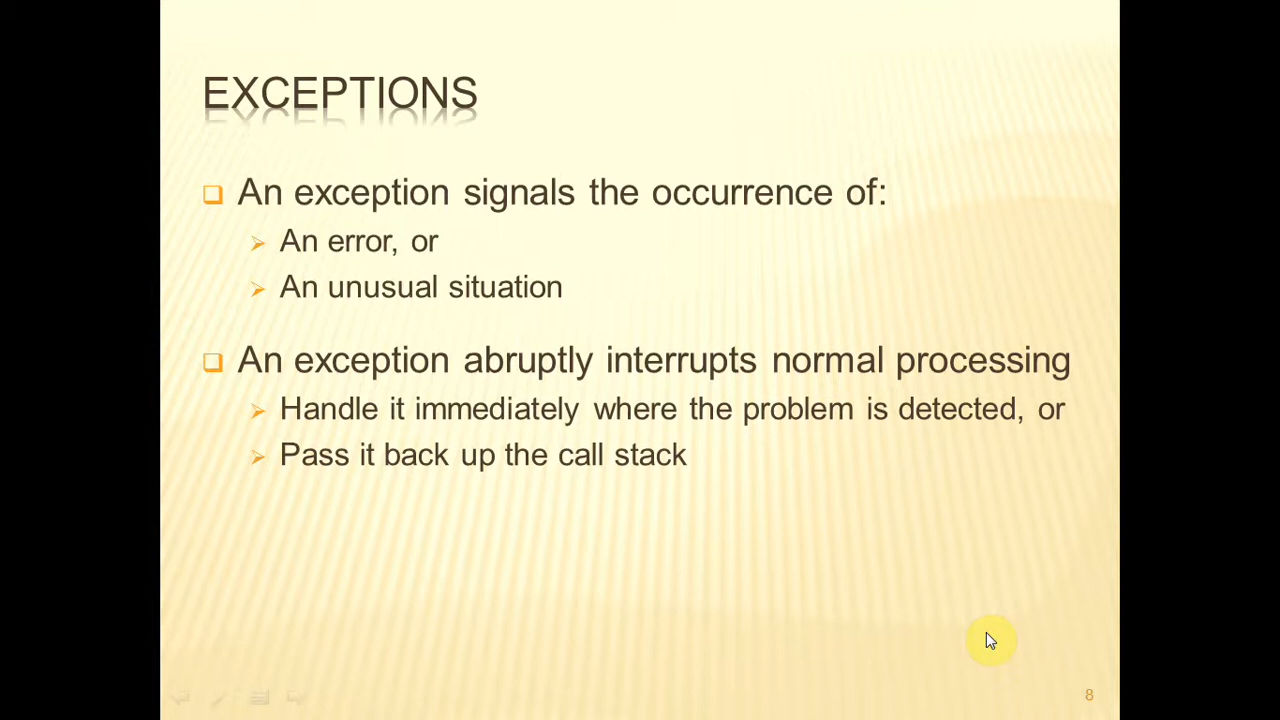 EXCEPTIONS
An exception signals the occurrence of:
An error, or
An unusual situation
An exception abruptly interrupts normal processing
Handle it immediately where the problem is detected, or
Pass it back up the call stack
8